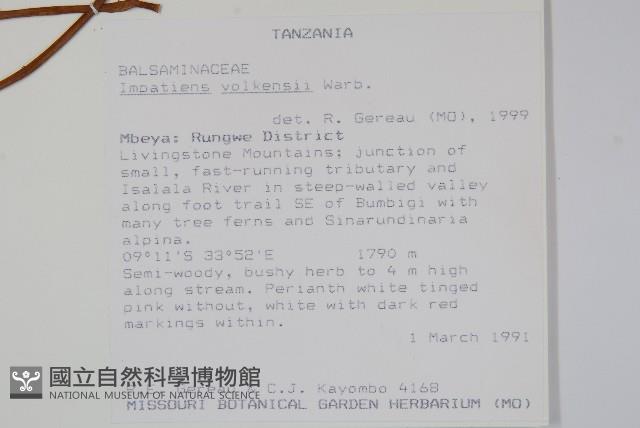 TANZANIA
BALSAMINACEAE
Impatiens volkensii Warb.
det. R. Gereau (MO), 1999
Mbeya: Rungwe District
Livingstone Mountains; junction of
small, fast-running tributary and
Isalala River in steep-walled valley
along foot trail SE of Bumbigi with
many tree ferns and Sinarundinaria
alpina.
09°11'S 33°52'E 1790 m
Semi-woody, bushy herb to 4 m high
along stream. Perianth white tinged
pink without, white with dark red
markings within.
1 March 1991
Gereau & C.J. Kayombo 4168
MISSOURI BOTANICAL GARDEN HERBARIUM (MO)
國立自然科學博物館
NATIONAL MUSEUM OF NATURAL SCIENCE